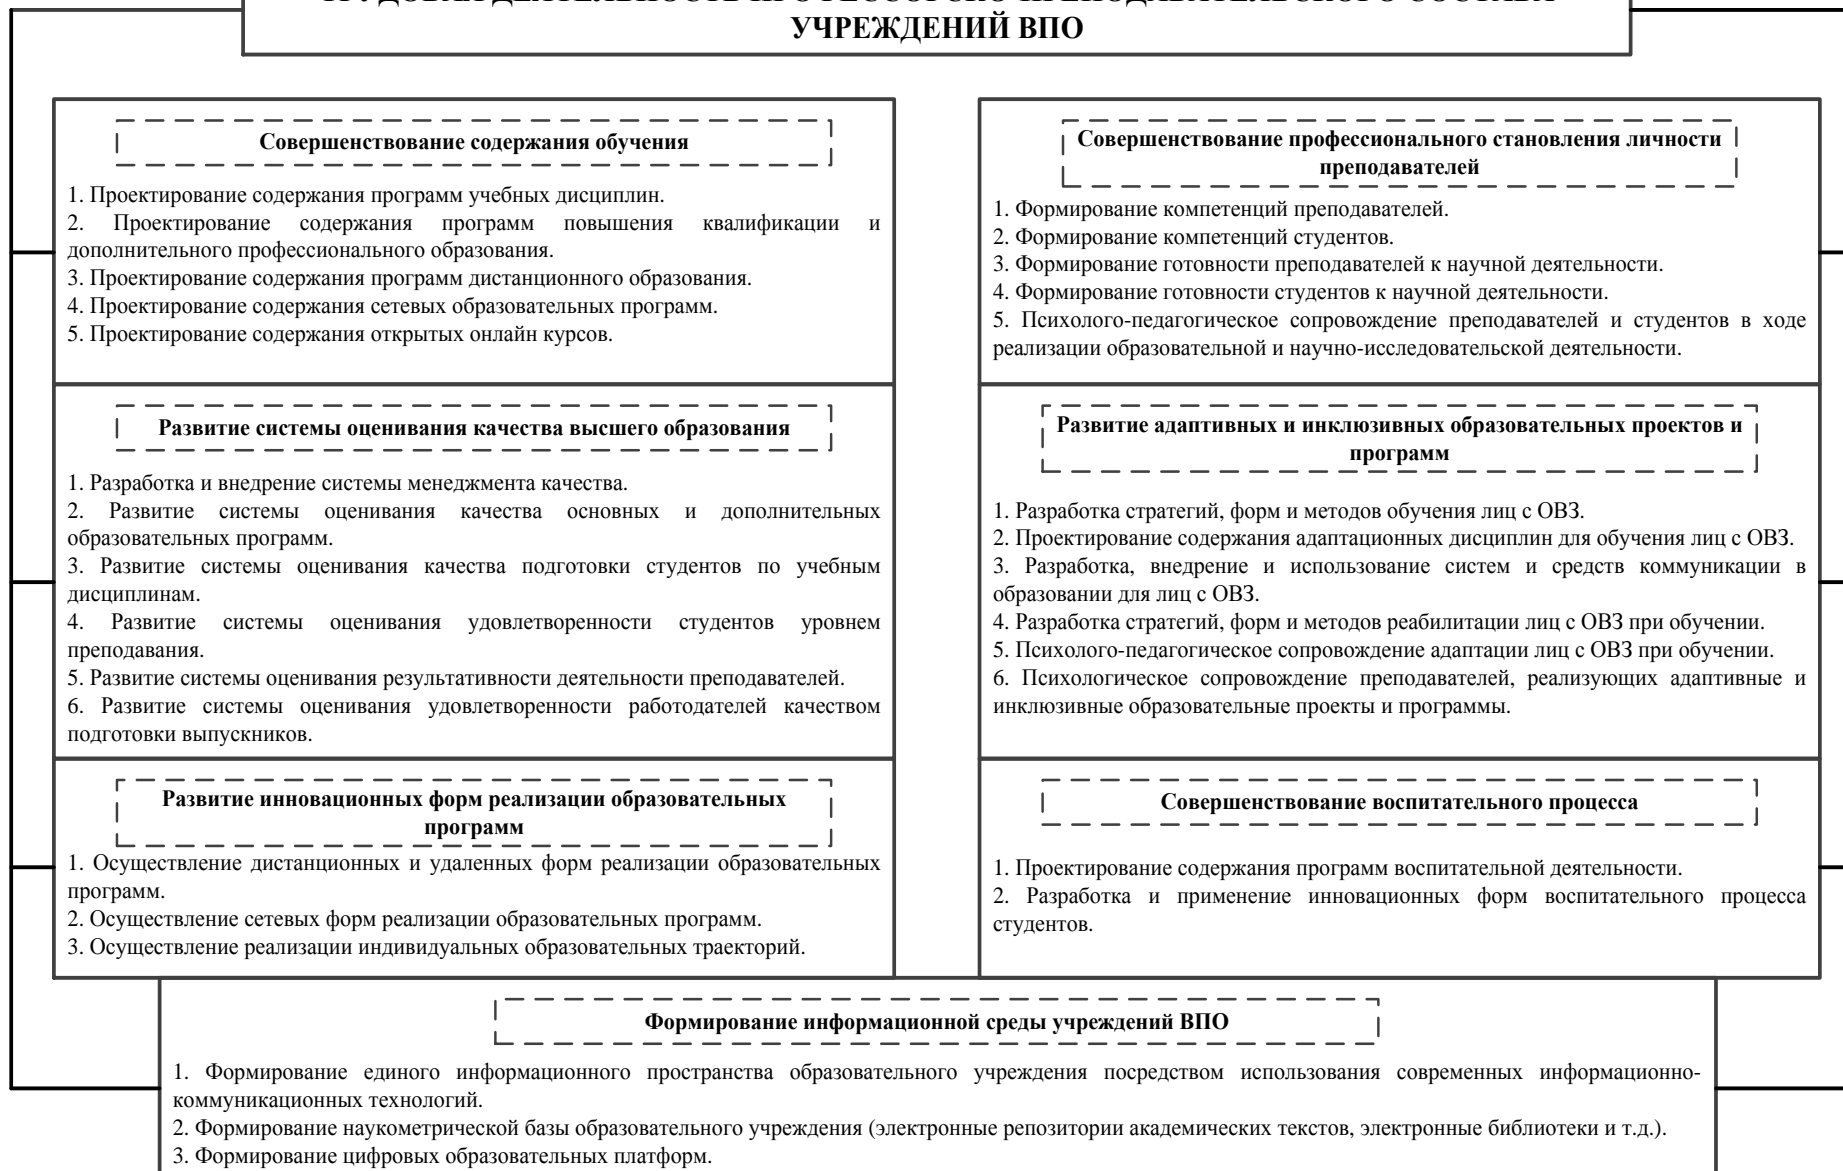 ТРУДОВАЯ ДЕЯТЕЛЬНОСТЬ ПРОФЕССОРСКО-ПРЕПОДАВАТЕЛЬСКОГО СОСТАВА
УЧРЕЖДЕНИЙ ВПО
Совершенствование содержания обучения
1. Проектирование содержания программ учебных дисциплин.
2. Проектирование содержания программ повышения квалификации и
дополнительного профессионального образования.
3. Проектирование содержания программ дистанционного образования.
4. Проектирование содержания сетевых образовательных программ.
5. Проектирование содержания открытых онлайн курсов.
Развитие системы оценивания качества высшего образования
1. Разработка и внедрение системы менеджмента качества.
2. Развитие системы оценивания качества основных и дополнительных
образовательных программ.
3. Развитие системы оценивания качества подготовки студентов по учебным
дисциплинам.
4. Развитие системы оценивания удовлетворенности студентов уровнем
преподавания.
5. Развитие системы оценивания результативности деятельности преподавателей.
6. Развитие системы оценивания удовлетворенности работодателей качеством
подготовки выпускников.
Развитие инновационных форм реализации образовательных
программ
1. Осуществление дистанционных и удаленных форм реализации образовательных
программ.
2. Осуществление сетевых форм реализации образовательных программ.
3. Осуществление реализации индивидуальных образовательных траекторий.
Совершенствование профессионального становления личности
преподавателей
1. Формирование компетенций преподавателей.
2. Формирование компетенций студентов.
3. Формирование готовности преподавателей к научной деятельности.
4. Формирование готовности студентов к научной деятельности.
5. Психолого-педагогическое сопровождение преподавателей и студентов в ходе
реализации образовательной и научно-исследовательской деятельности.
Развитие адаптивных и инклюзивных образовательных проектов и
программ
1. Разработка стратегий, форм и методов обучения лиц с ОВЗ.
2. Проектирование содержания адаптационных дисциплин для обучения лиц с ОВЗ.
3. Разработка, внедрение и использование систем и средств коммуникации в
образовании для лиц с ОВЗ.
4. Разработка стратегий, форм и методов реабилитации лиц с ОВЗ при обучении.
5. Психолого-педагогическое сопровождение адаптации лиц с ОВЗ при обучении.
6. Психологическое сопровождение преподавателей, реализующих адаптивные и
инклюзивные образовательные проекты и программы.
Совершенствование воспитательного процесса
1. Проектирование содержания программ воспитательной деятельности.
2. Разработка и применение инновационных форм воспитательного процесса
студентов.
Формирование информационной среды учреждений ВПО
1. Формирование единого информационного пространства образовательного учреждения посредством использования современных информационно-
коммуникационных технологий.
2. Формирование наукометрической базы образовательного учреждения (электронные репозитории академических текстов, электронные библиотеки и т.д.).
3. Формирование цифровых образовательных платформ.